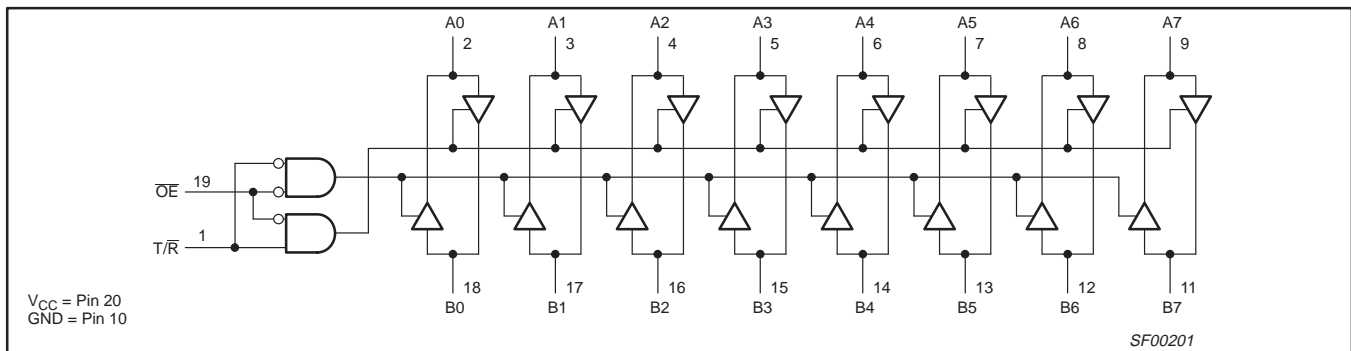 A0 A1 A2 A3 A4 A5 A6 A7
2 3 4 5 6 7 8 9
OE 19
T/R 1
18 17 16 15 14 13 12 11
B0 B1 B2 B3 B4 B5 B6 B7
VCC = Pin 20
GND = Pin 10
SF00201